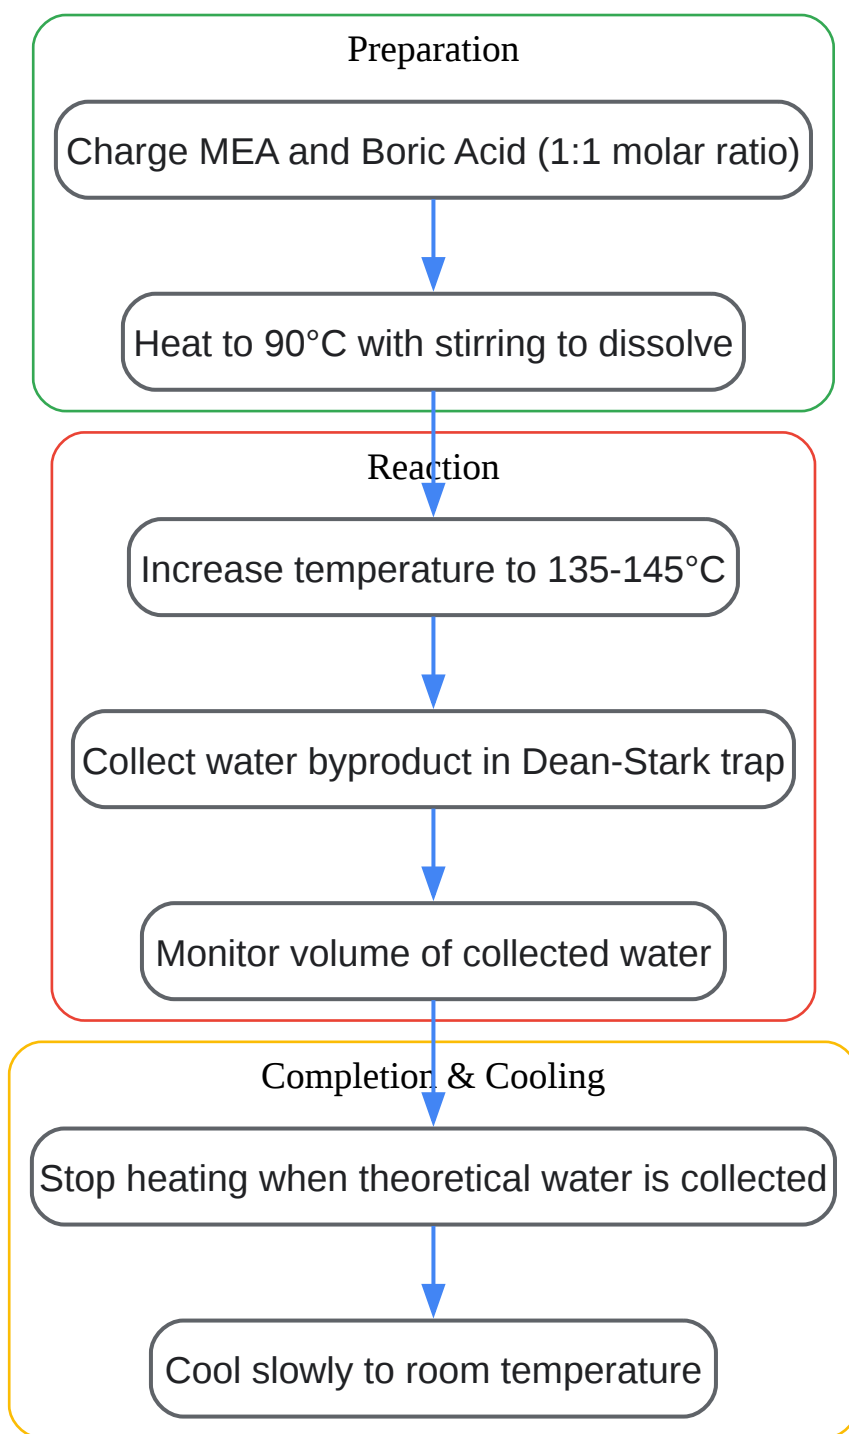 Preparation
Charge MEA and Boric Acid (1:1 molar ratio)
Heat to 90°C with stirring to dissolve
Reaction
Increase temperature to 135-145°C
Collect water byproduct in Dean-Stark trap
Monitor volume of collected water
Completion & Cooling
Stop heating when theoretical water is collected
Cool slowly to room temperature